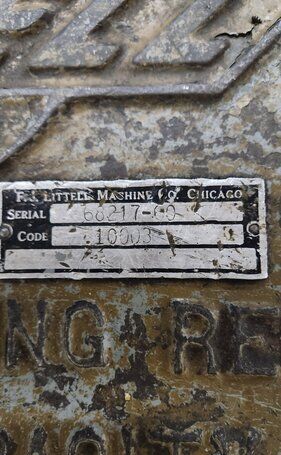 F. J. LITTELL MACHINE CO. CHICAGO
SERIAL 68217-60
CODE 10003
NG RE